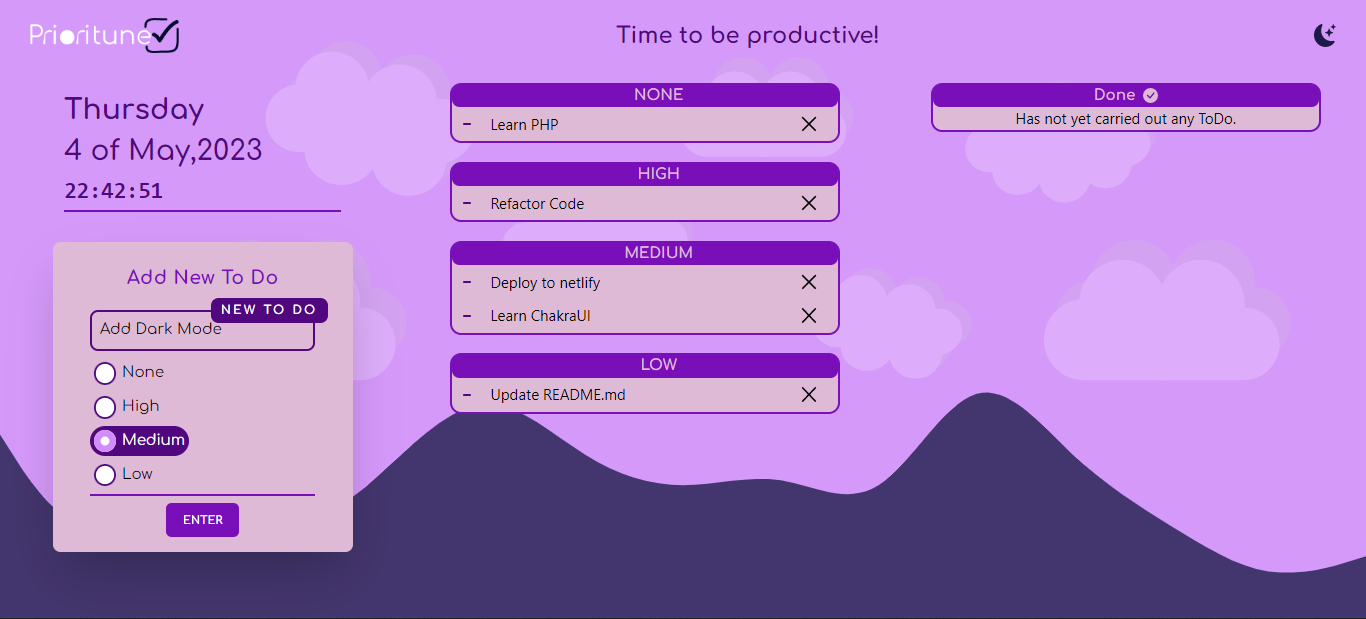 Prioritune
Time to be productive!
Thursday
4 of May,2023
22:42:51
Add New To Do
NEW TO DO
Add Dark Mode
None
High
Medium
Low
ENTER
NONE
- Learn PHP
HIGH
- Refactor Code
MEDIUM
- Deploy to netlify
- Learn ChakraUI
LOW
- Update README.md
Done
Has not yet carried out any ToDo.